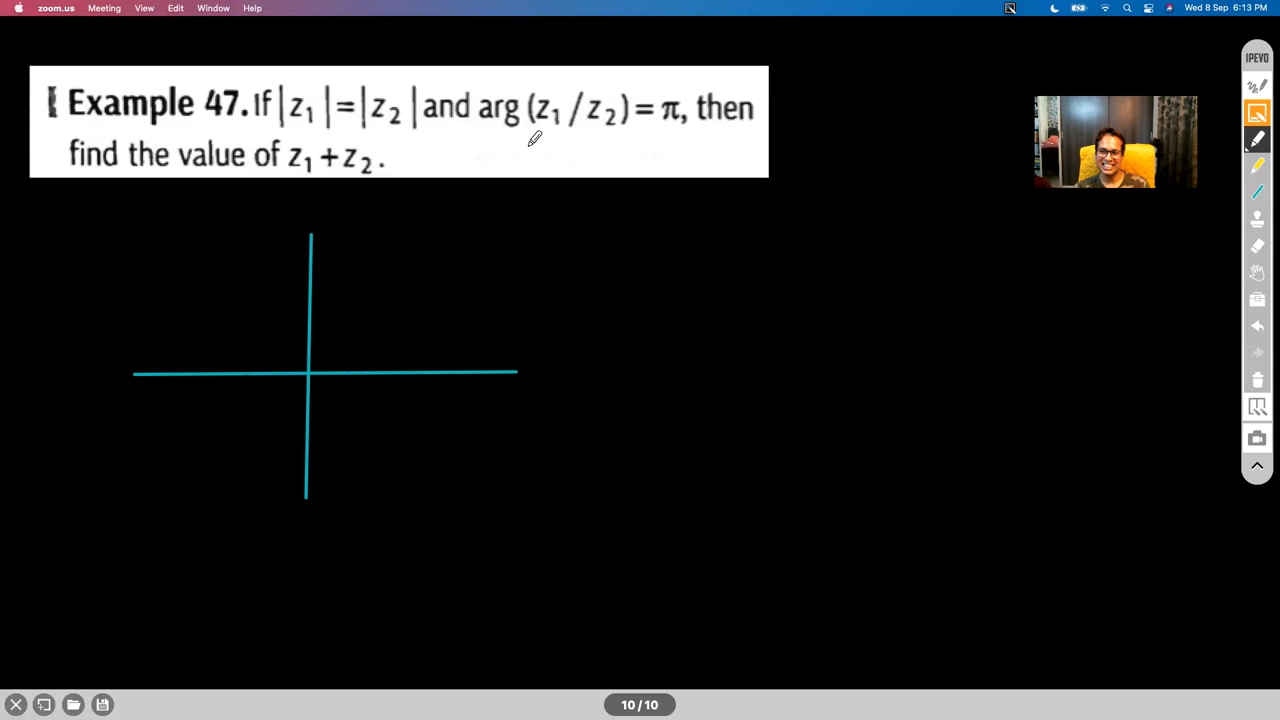 zoom.us Meeting View Edit Window Help Wed 8 Sep 6:13 PM
IPEVO
Example 47. If |z₁| = |z₂| and arg (z₁ / z₂) = π, then
find the value of z₁ + z₂.
10 / 10